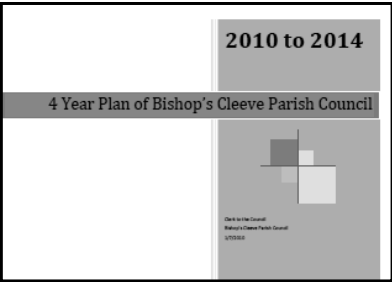 2010 to 2014
4 Year Plan of Bishop's Cleeve Parish Council
Clerk to the Council
Bishop's Cleeve Parish Council